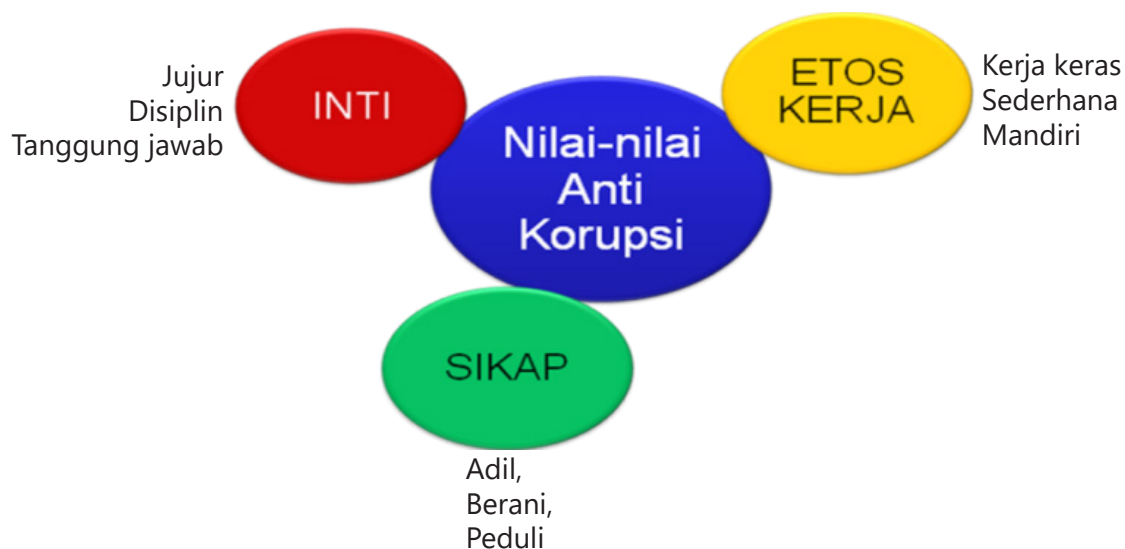 Jujur
Disiplin
Tanggung jawab
INTI
Nilai-nilai
Anti
Korupsi
ETOS
KERJA
Kerja keras
Sederhana
Mandiri
SIKAP
Adil,
Berani,
Peduli